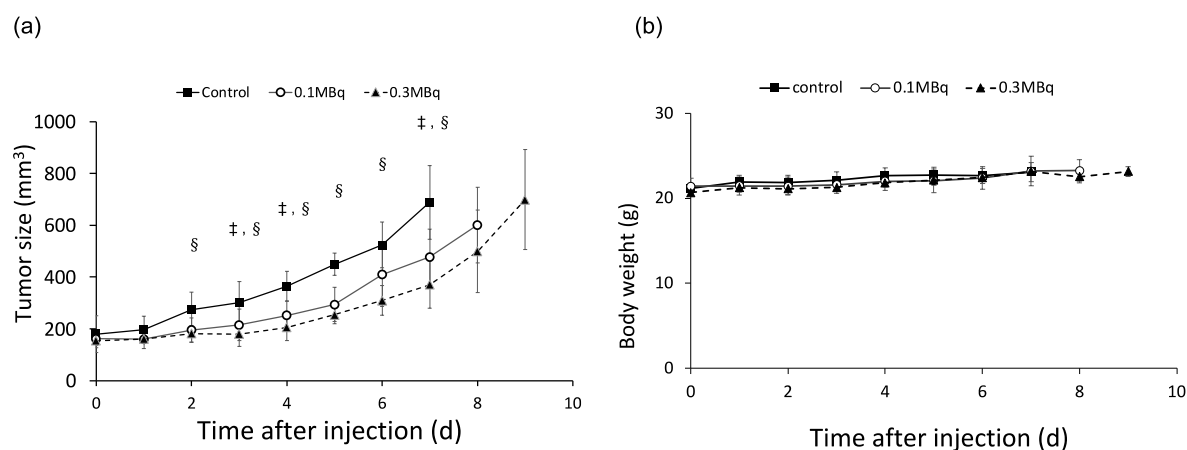 (a)
Control 0.1MBq 0.3MBq
1000
800
600
400
200
0
Tumor size (mm³)
§
‡ , §
‡ , §
§
§
‡ , §
0 2 4 6 8 10
Time after injection (d)
(b)
control 0.1MBq 0.3MBq
30
20
10
0
Body weight (g)
0 2 4 6 8 10
Time after injection (d)